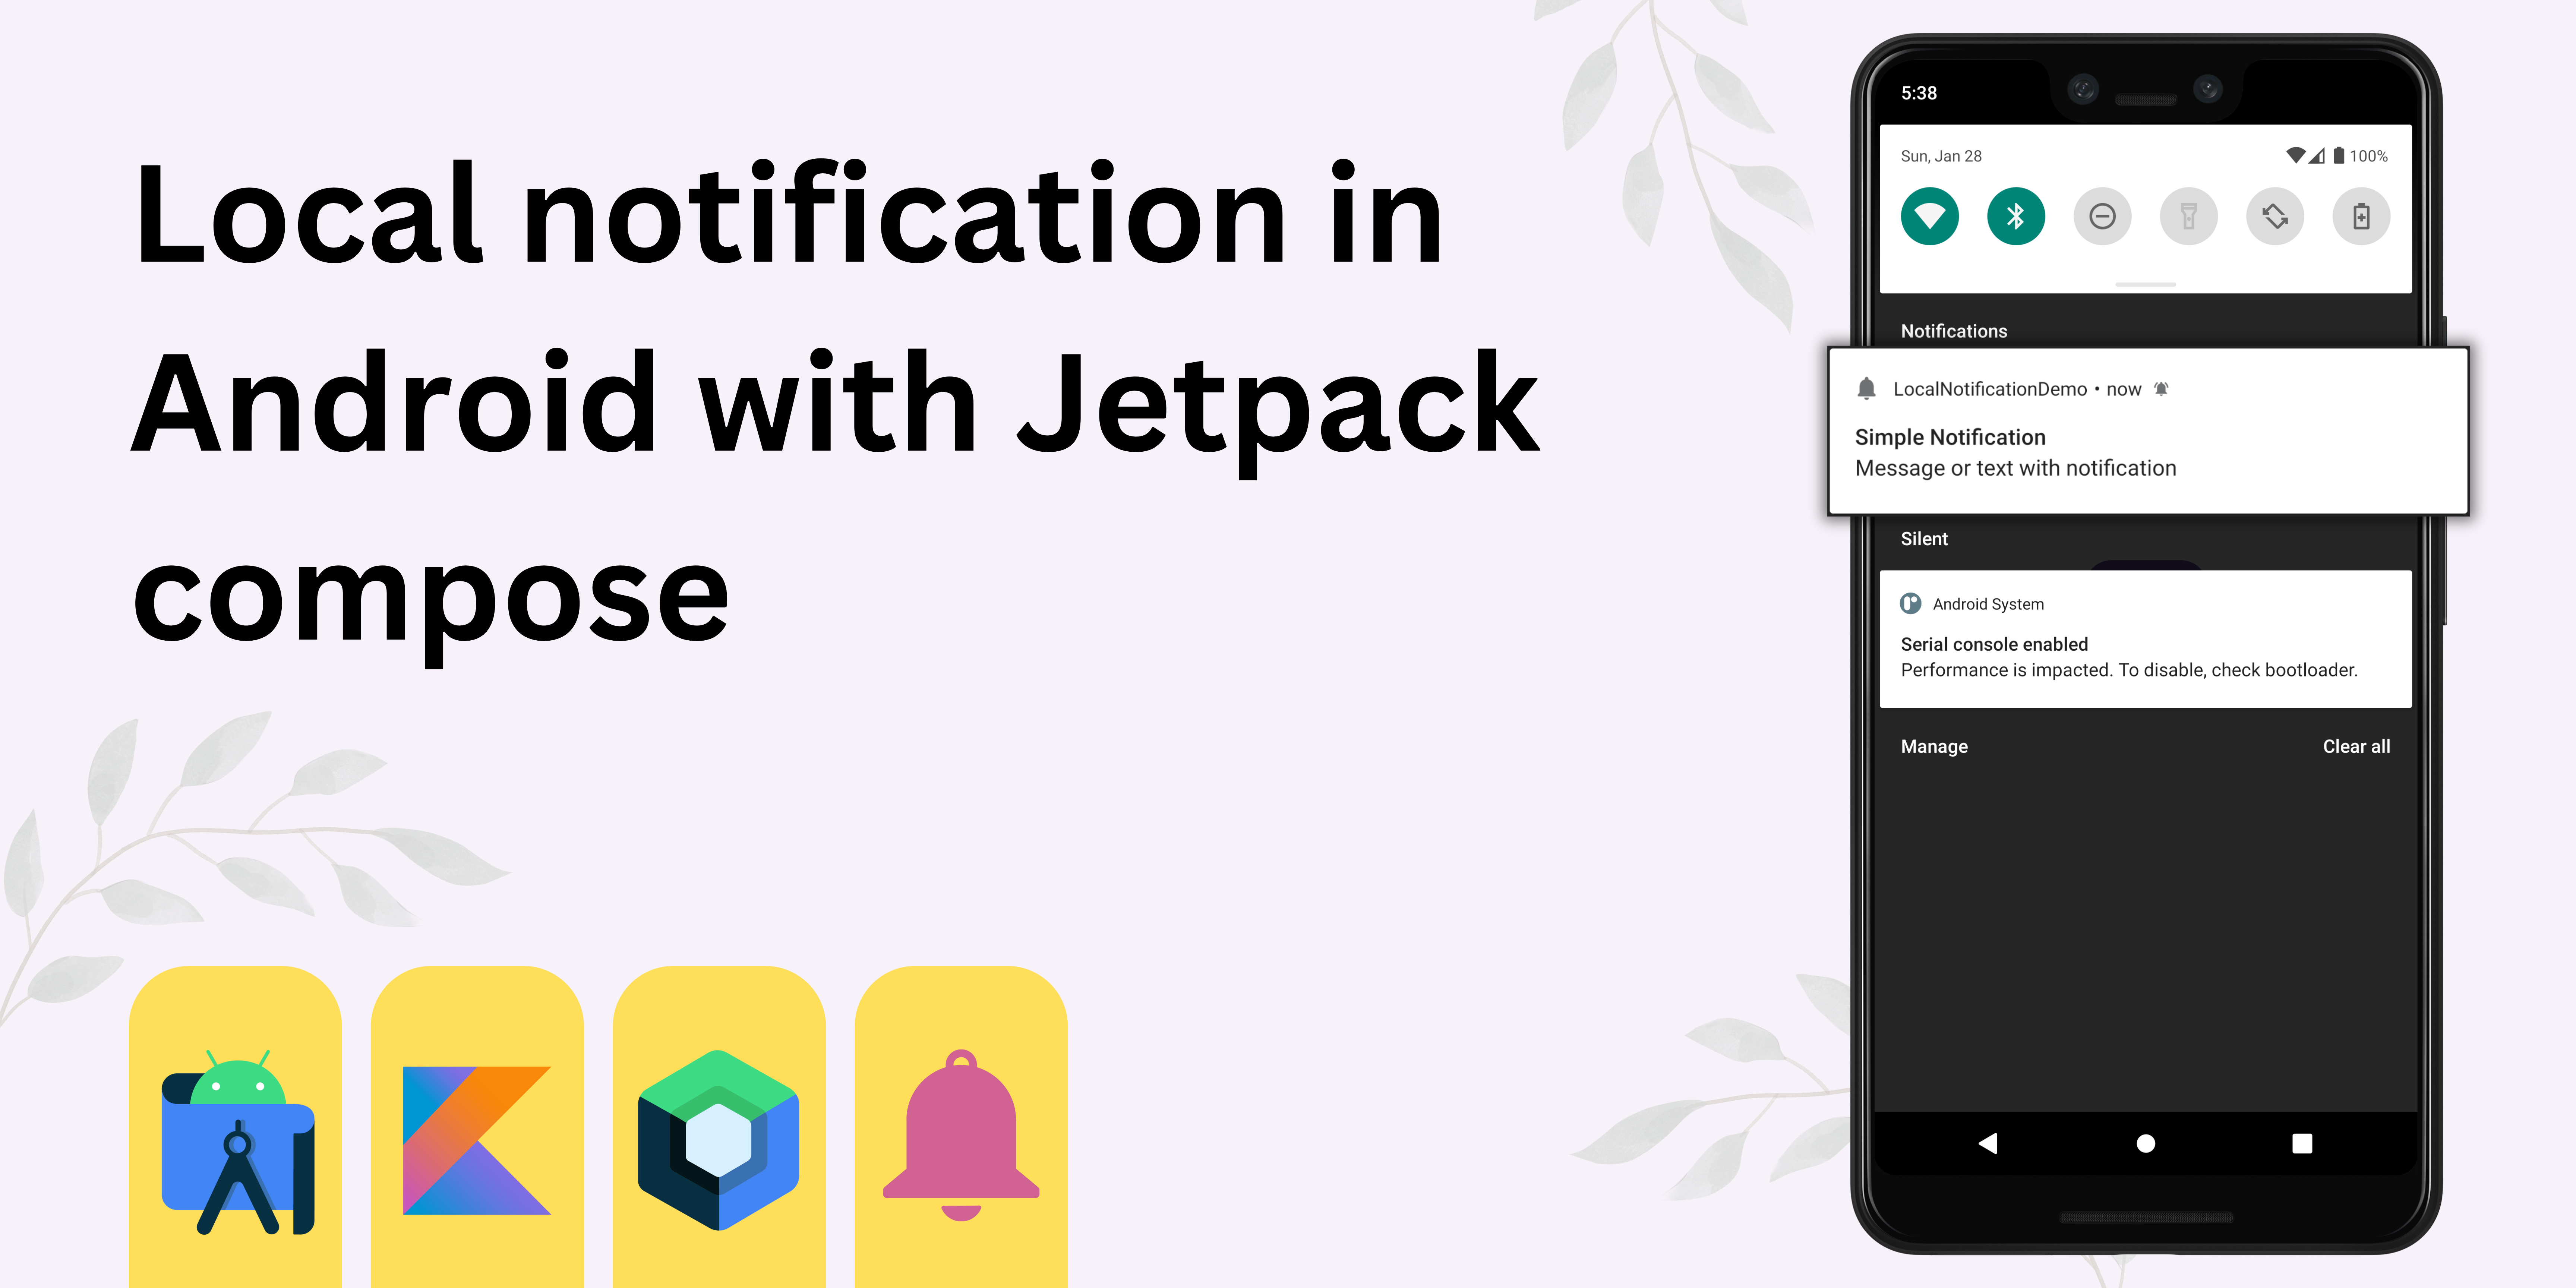 Local notification in
Android with Jetpack
compose
5:38
Sun, Jan 28
100%
Notifications
LocalNotificationDemo • now
Simple Notification
Message or text with notification
Silent
Android System
Serial console enabled
Performance is impacted. To disable, check bootloader.
Manage
Clear all